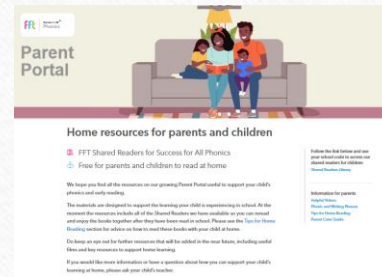 FFT
Success for All
Phonics
Parent
Portal
Home resources for parents and children
FFT Shared Readers for Success for All Phonics
Free for parents and children to read at home
We hope you find all the resources on our growing Parent Portal useful to support your child's
phonics and early reading.
The materials are designed to support the learning your child is experiencing in school. At the
moment the resources include all of the Shared Readers we have available so you can reread
and enjoy the books together after they have been read in school. Please use the Tips for Home
Reading section for advice on how to read these books with your child at home.
Do keep an eye out for further resources that will be added in the near future, including useful
films and key resources to support home learning.
If you would like more information or have a question about how you can support your child's
learning at home, please ask your child's teacher.
Follow the link below and use
your school code to access our
shared readers for children
Shared Readers Library
Information for parents
Helpful Videos
Phonic and Writing Phrases
Tips for Home Reading
Parent Code Guide